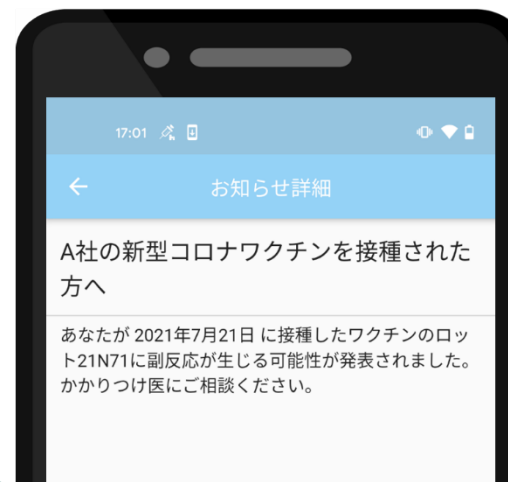 17:01
お知らせ詳細
A社の新型コロナワクチンを接種された
方へ
あなたが 2021年7月21日 に接種したワクチンのロッ
ト21N71に副反応が生じる可能性が発表されました。
かかりつけ医にご相談ください。